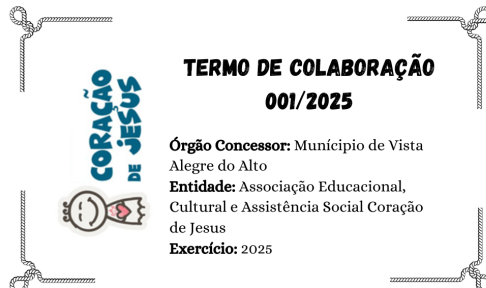 CORAÇÃO
DE JESUS
TERMO DE COLABORAÇÃO
001/2025
Órgão Concessor: Munícipio de Vista
Alegre do Alto
Entidade: Associação Educacional,
Cultural e Assistência Social Coração
de Jesus
Exercício: 2025